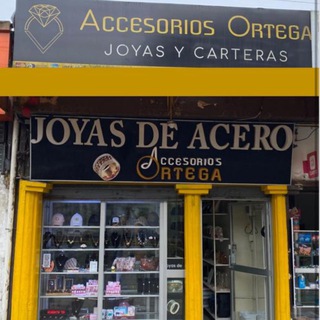 ACCESORIOS ORTEGA
JOYAS Y CARTERAS
JOYAS DE ACERO
ACCESORIOS
ORTEGA